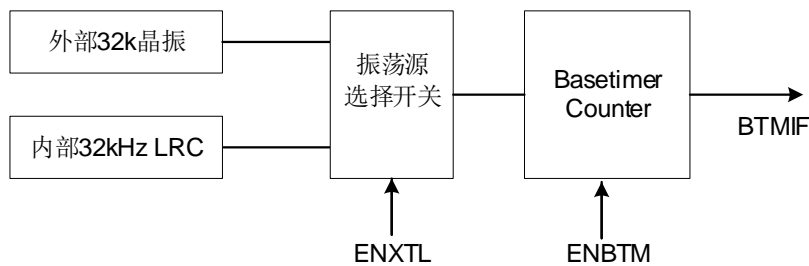 外部32k晶振
内部32kHz LRC
振荡源
选择开关
Basetimer
Counter
BTMIF
ENXTL
ENBTM